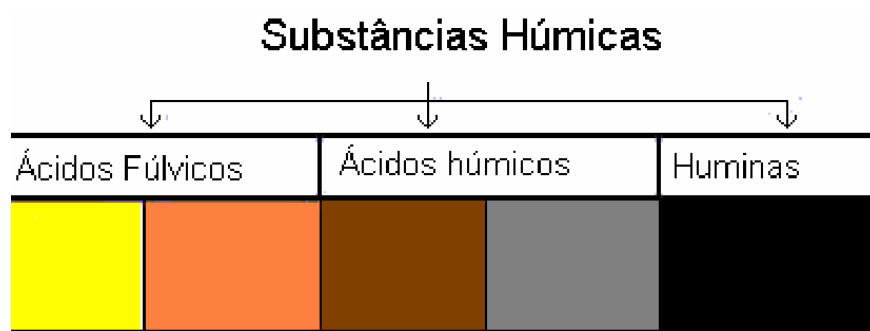 Substâncias Húmicas
Ácidos Fúlvicos
Ácidos húmicos
Huminas